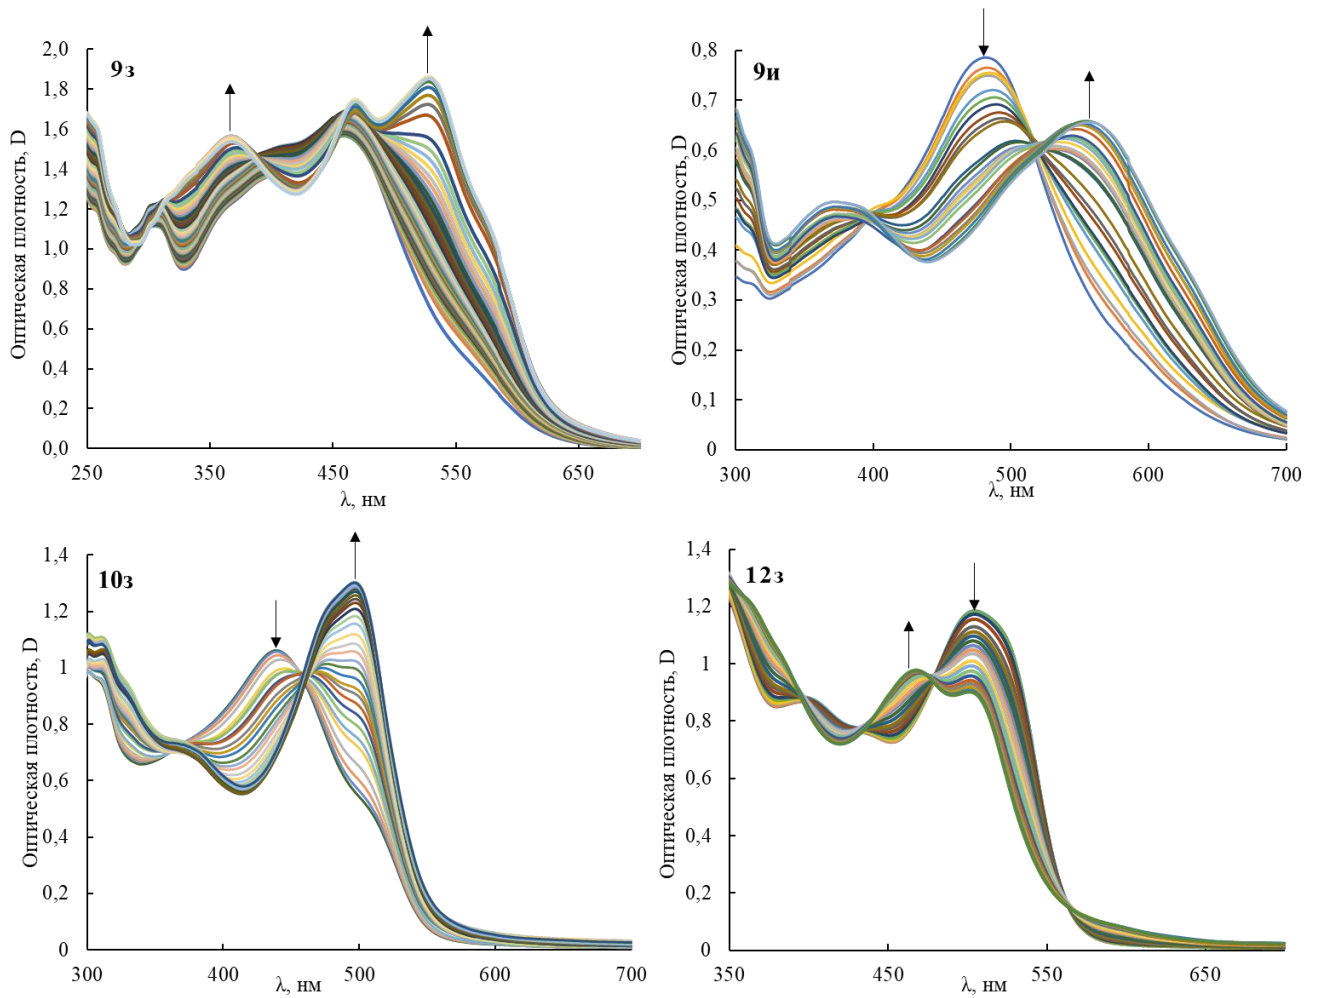 9з
Оптическая плотность, D
2,0
1,8
1,6
1,4
1,2
1,0
0,8
0,6
0,4
0,2
0,0
250 350 450 550 650
λ, нм
9и
Оптическая плотность, D
0,8
0,7
0,6
0,5
0,4
0,3
0,2
0,1
0
300 400 500 600 700
λ, нм
10з
Оптическая плотность, D
1,4
1,2
1
0,8
0,6
0,4
0,2
0
300 400 500 600 700
λ, нм
12з
Оптическая плотность, D
1,4
1,2
1
0,8
0,6
0,4
0,2
0
350 450 550 650
λ, нм